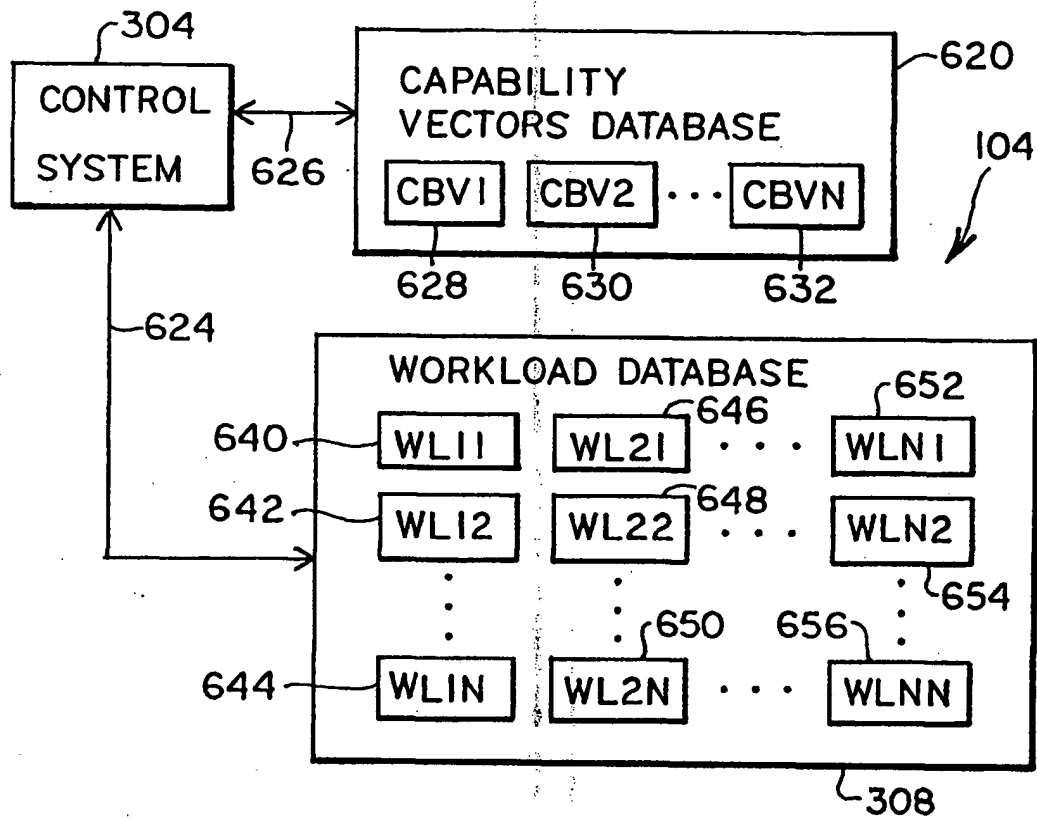 304
CONTROL
SYSTEM
626
CAPABILITY
VECTORS DATABASE
CBV1 CBV2 ... CBVN
628 630 632
620
104
624
WORKLOAD DATABASE
640 WL11 WL21 646 ... WLN1 652
642 WL12 WL22 648 ... WLN2 654
644 WL1N WL2N 650 ... WLNN 656
308